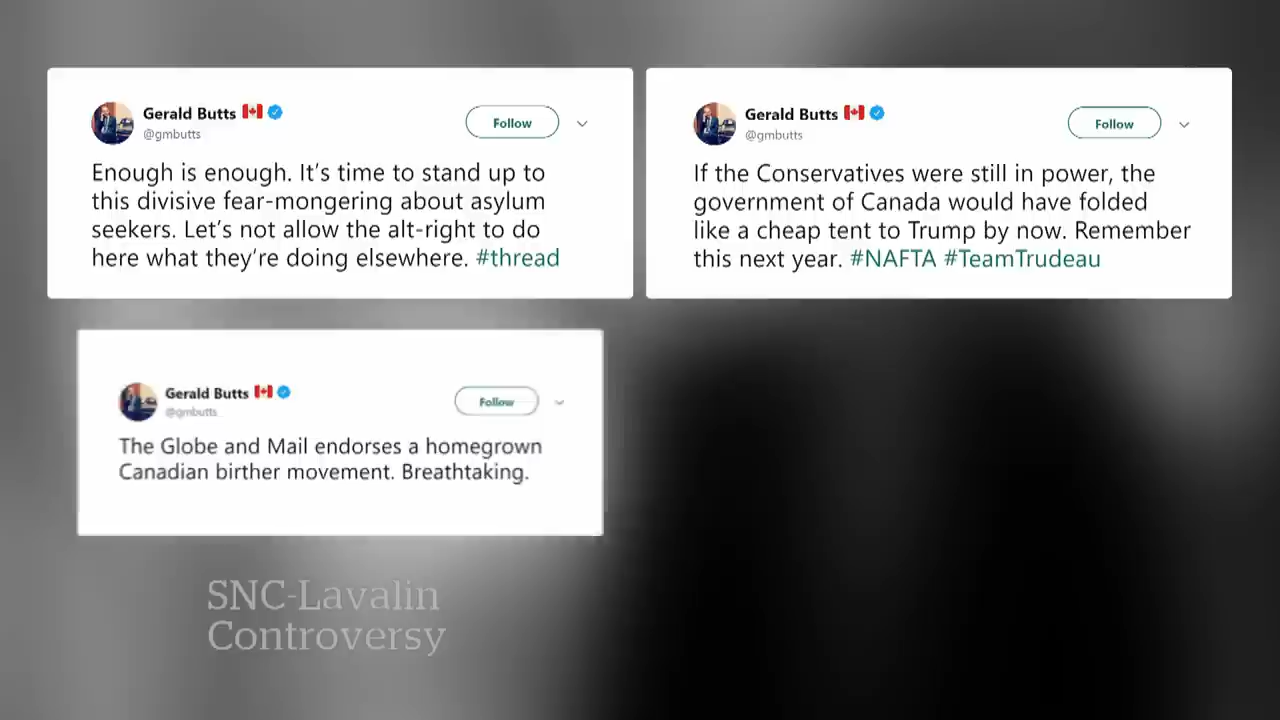 Gerald Butts
@gmbutts
Follow
Enough is enough. It's time to stand up to
this divisive fear-mongering about asylum
seekers. Let's not allow the alt-right to do
here what they're doing elsewhere. #thread
Gerald Butts
@gmbutts
Follow
If the Conservatives were still in power, the
government of Canada would have folded
like a cheap tent to Trump by now. Remember
this next year. #NAFTA #TeamTrudeau
Gerald Butts
@gmbutts
Follow
The Globe and Mail endorses a homegrown
Canadian birther movement. Breathtaking.
SNC-Lavalin
Controversy